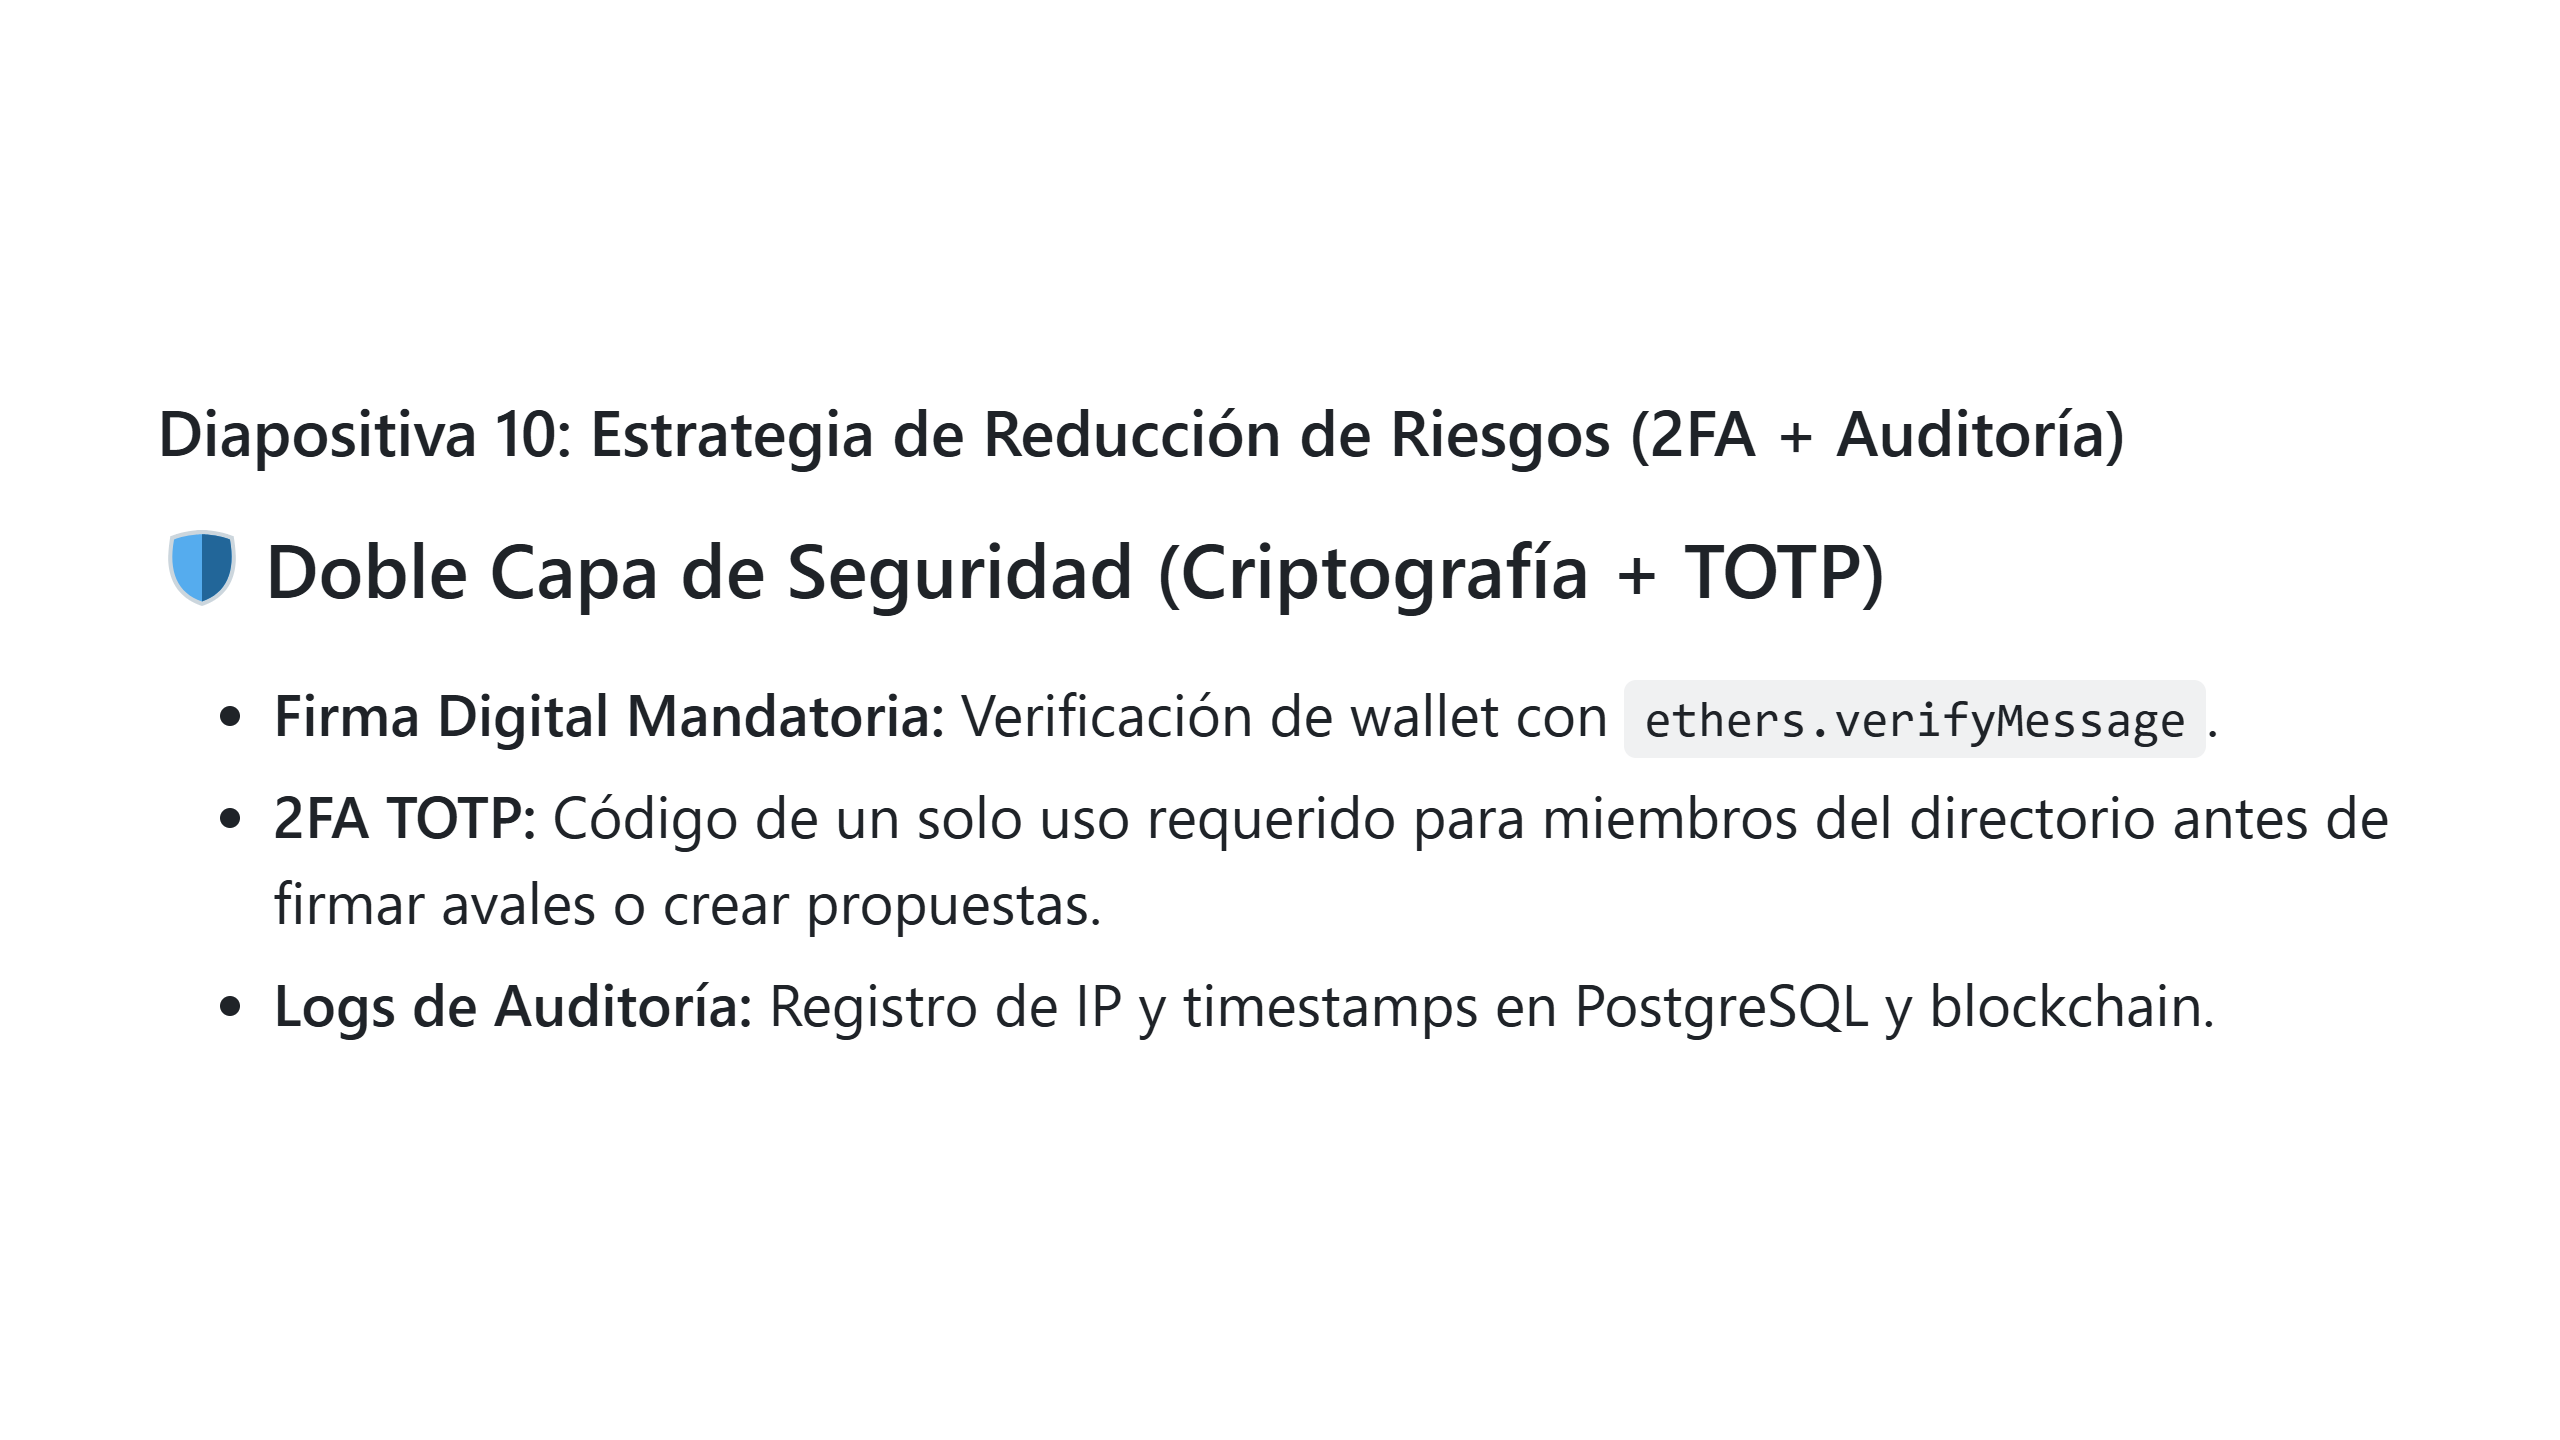 Diapositiva 10: Estrategia de Reducción de Riesgos (2FA + Auditoría)
🛡️ Doble Capa de Seguridad (Criptografía + TOTP)
• Firma Digital Mandatoria: Verificación de wallet con ethers.verifyMessage.
• 2FA TOTP: Código de un solo uso requerido para miembros del directorio antes de
firmar avales o crear propuestas.
• Logs de Auditoría: Registro de IP y timestamps en PostgreSQL y blockchain.